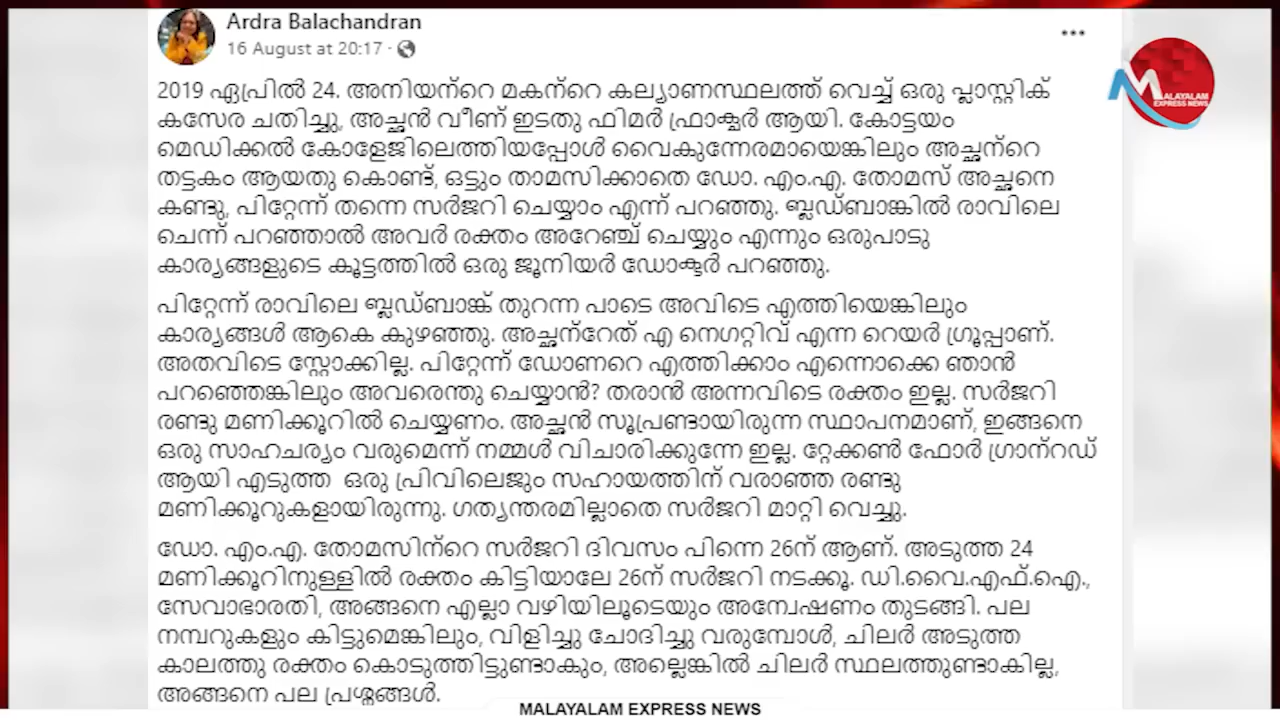 Ardra Balachandran
16 August at 20:17 ·
2019 ഏപ്രിൽ 24. അനിയന്റെ മകന്റെ കല്യാണസ്ഥലത്ത് വെച്ച് ഒരു പ്ലാസ്റ്റിക്
കസേര ചതിച്ചു, അച്ഛൻ വീണ് ഇടതു ഫിമർ ഫ്രാക്ചർ ആയി. കോട്ടയം
മെഡിക്കൽ കോളേജിലെത്തിയപ്പോൾ വൈകുന്നേരമായെങ്കിലും അച്ഛന്റെ
തട്ടകം ആയതു കൊണ്ട്, ഒട്ടും താമസിക്കാതെ ഡോ. എം.എ. തോമസ് അച്ഛനെ
കണ്ടു, പിറ്റേന്ന് തന്നെ സർജറി ചെയ്യാം എന്ന് പറഞ്ഞു. ബ്ലഡ്ബാങ്കിൽ രാവിലെ
ചെന്ന് പറഞ്ഞാൽ അവർ രക്തം അറേഞ്ച് ചെയ്യും എന്നും ഒരുപാടു
കാര്യങ്ങളുടെ കൂട്ടത്തിൽ ഒരു ജൂനിയർ ഡോക്ടർ പറഞ്ഞു.
പിറ്റേന്ന് രാവിലെ ബ്ലഡ്ബാങ്ക് തുറന്ന പാടെ അവിടെ എത്തിയെങ്കിലും
കാര്യങ്ങൾ ആകെ കുഴഞ്ഞു. അച്ഛന്റേത് എ നെഗറ്റിവ് എന്ന റെയർ ഗ്രൂപ്പാണ്.
അതവിടെ സ്റ്റോക്കില്ല. പിറ്റേന്ന് ഡോണറെ എത്തിക്കാം എന്നൊക്കെ ഞാൻ
പറഞ്ഞെങ്കിലും അവരെന്തു ചെയ്യാൻ? തരാൻ അന്നവിടെ രക്തം ഇല്ല. സർജറി
രണ്ടു മണിക്കൂറിൽ ചെയ്യണം. അച്ഛൻ സൂപ്രണ്ടായിരുന്ന സ്ഥാപനമാണ്, ഇങ്ങനെ
ഒരു സാഹചര്യം വരുമെന്ന് നമ്മൾ വിചാരിക്കുന്നേ ഇല്ല. റ്റേക്കൺ ഫോർ ഗ്രാന്റഡ്
ആയി എടുത്ത ഒരു പ്രിവിലെജും സഹായത്തിന് വരാഞ്ഞ രണ്ടു
മണിക്കൂറുകളായിരുന്നു. ഗത്യന്തരമില്ലാതെ സർജറി മാറ്റി വെച്ചു.
ഡോ. എം.എ. തോമസിന്റെ സർജറി ദിവസം പിന്നെ 26ന് ആണ്. അടുത്ത 24
മണിക്കൂറിനുള്ളിൽ രക്തം കിട്ടിയാലേ 26ന് സർജറി നടക്കൂ. ഡി.വൈ.എഫ്.ഐ.,
സേവാഭാരതി, അങ്ങനെ എല്ലാ വഴിയിലൂടെയും അന്വേഷണം തുടങ്ങി. പല
നമ്പറുകളും കിട്ടുമെങ്കിലും, വിളിച്ചു ചോദിച്ചു വരുമ്പോൾ, ചിലർ അടുത്ത
കാലത്തു രക്തം കൊടുത്തിട്ടുണ്ടാകും, അല്ലെങ്കിൽ ചിലർ സ്ഥലത്തുണ്ടാകില്ല,
അങ്ങനെ പല പ്രശ്നങ്ങൾ.
MALAYALAM
EXPRESS NEWS
MALAYALAM EXPRESS NEWS